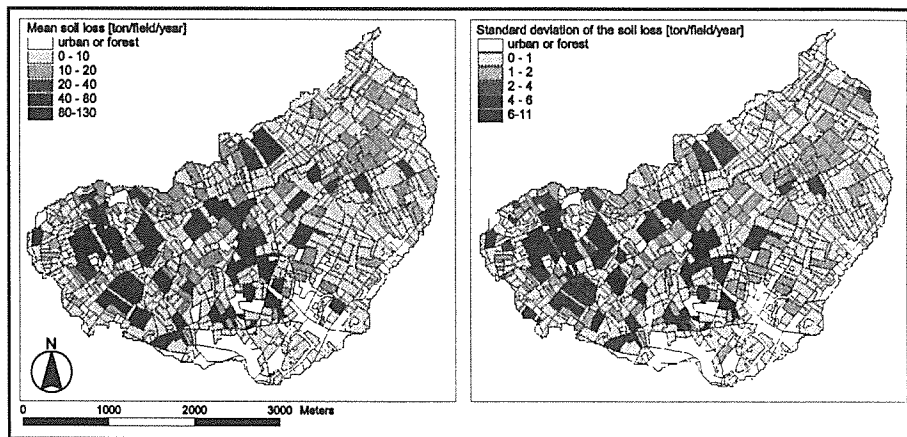 Mean soil loss [ton/field/year]
urban or forest
0 - 10
10 - 20
20 - 40
40 - 80
80-130
N
0 1000 2000 3000 Meters
Standard deviation of the soil loss [ton/field/year]
urban or forest
0 - 1
1 - 2
2 - 4
4 - 6
6-11